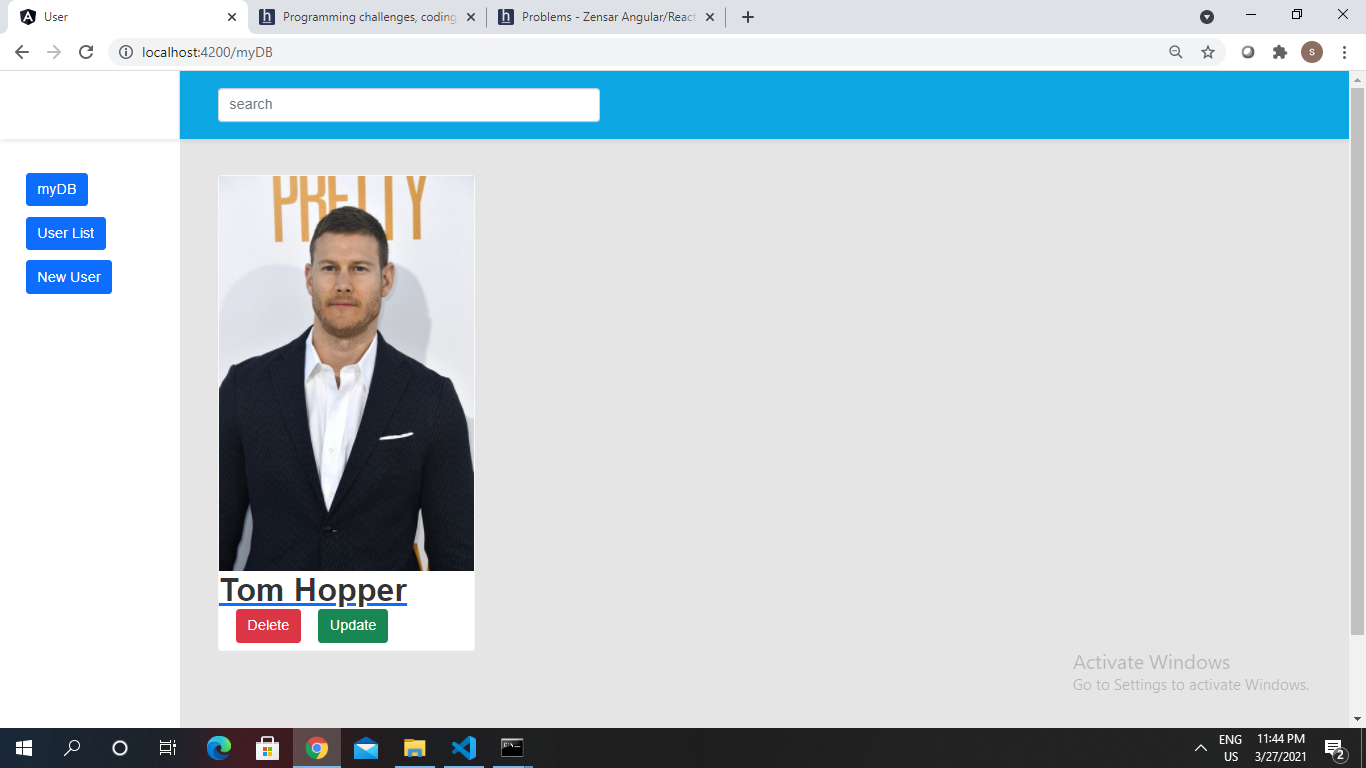 User
Programming challenges, coding
Problems - Zensar Angular/React
localhost:4200/myDB
S
search
myDB
User List
New User
PRETTY
Tom Hopper
Delete
Update
Activate Windows
Go to Settings to activate Windows.
ENG
US
11:44 PM
3/27/2021
2